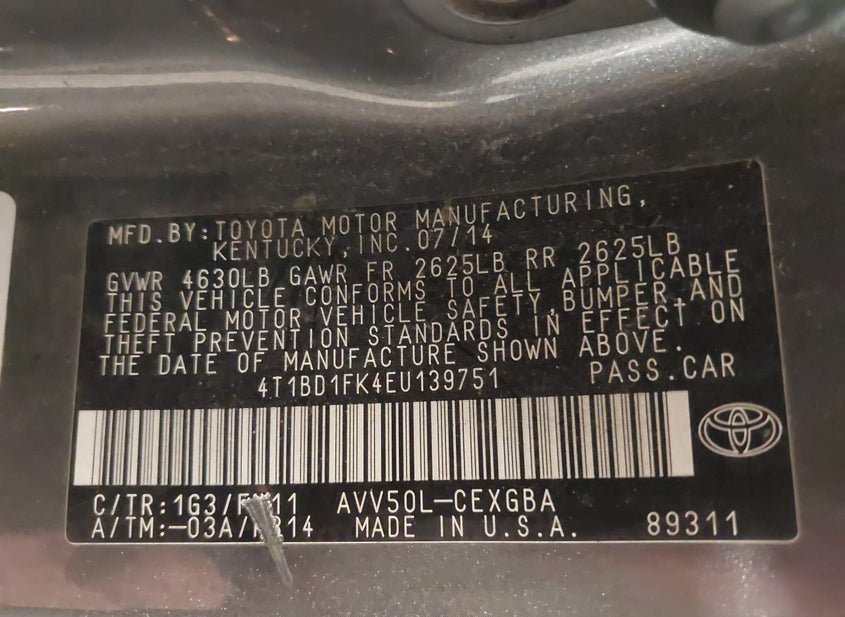 MFD.BY:TOYOTA MOTOR MANUFACTURING,
KENTUCKY,INC.07/14
GVWR 4630LB GAWR FR 2625LB RR 2625LB
THIS VEHICLE CONFORMS TO ALL APPLICABLE
FEDERAL MOTOR VEHICLE SAFETY,BUMPER,AND
THEFT PREVENTION STANDARDS IN EFFECT ON
THE DATE OF MANUFACTURE SHOWN ABOVE.
4T1BD1FK4EU139751 PASS.CAR
C/TR:1G3/ AVV50L-CEXGBA
A/TM:-03A/ MADE IN U.S.A. 89311